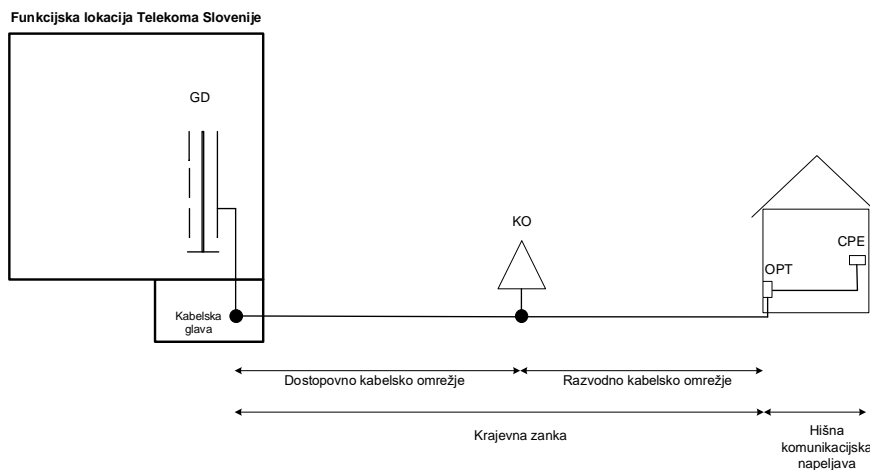 Funkcijska lokacija Telekoma Slovenije
GD
KO
CPE
OPT
Kabelska
glava
Dostopovno kabelsko omrežje
Razvodno kabelsko omrežje
Krajevna zanka
Hišna
komunikacijska
napeljava